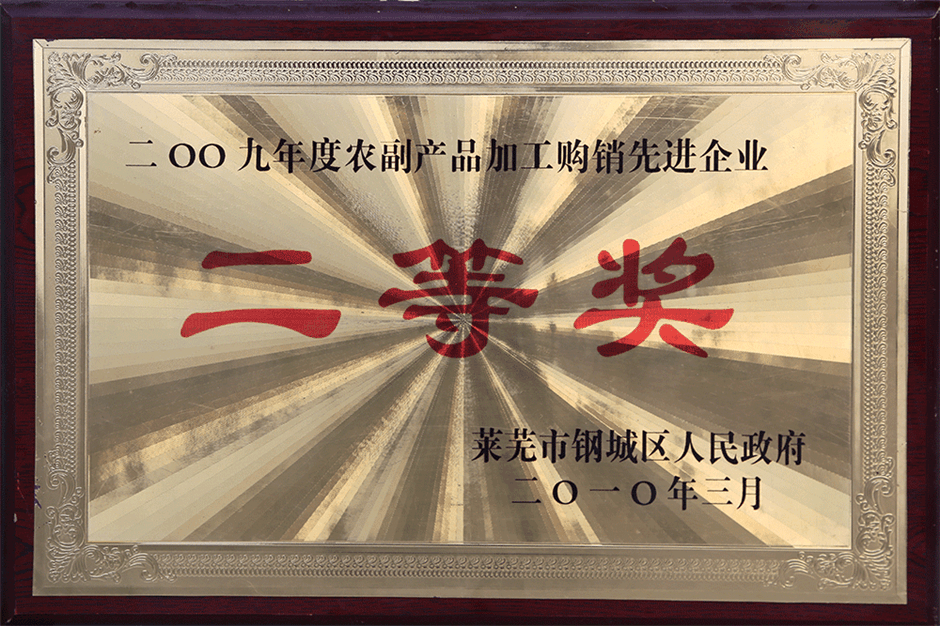 二OO九年度农副产品加工购销先进企业
二等奖
莱芜市钢城区人民政府
二O一O年三月